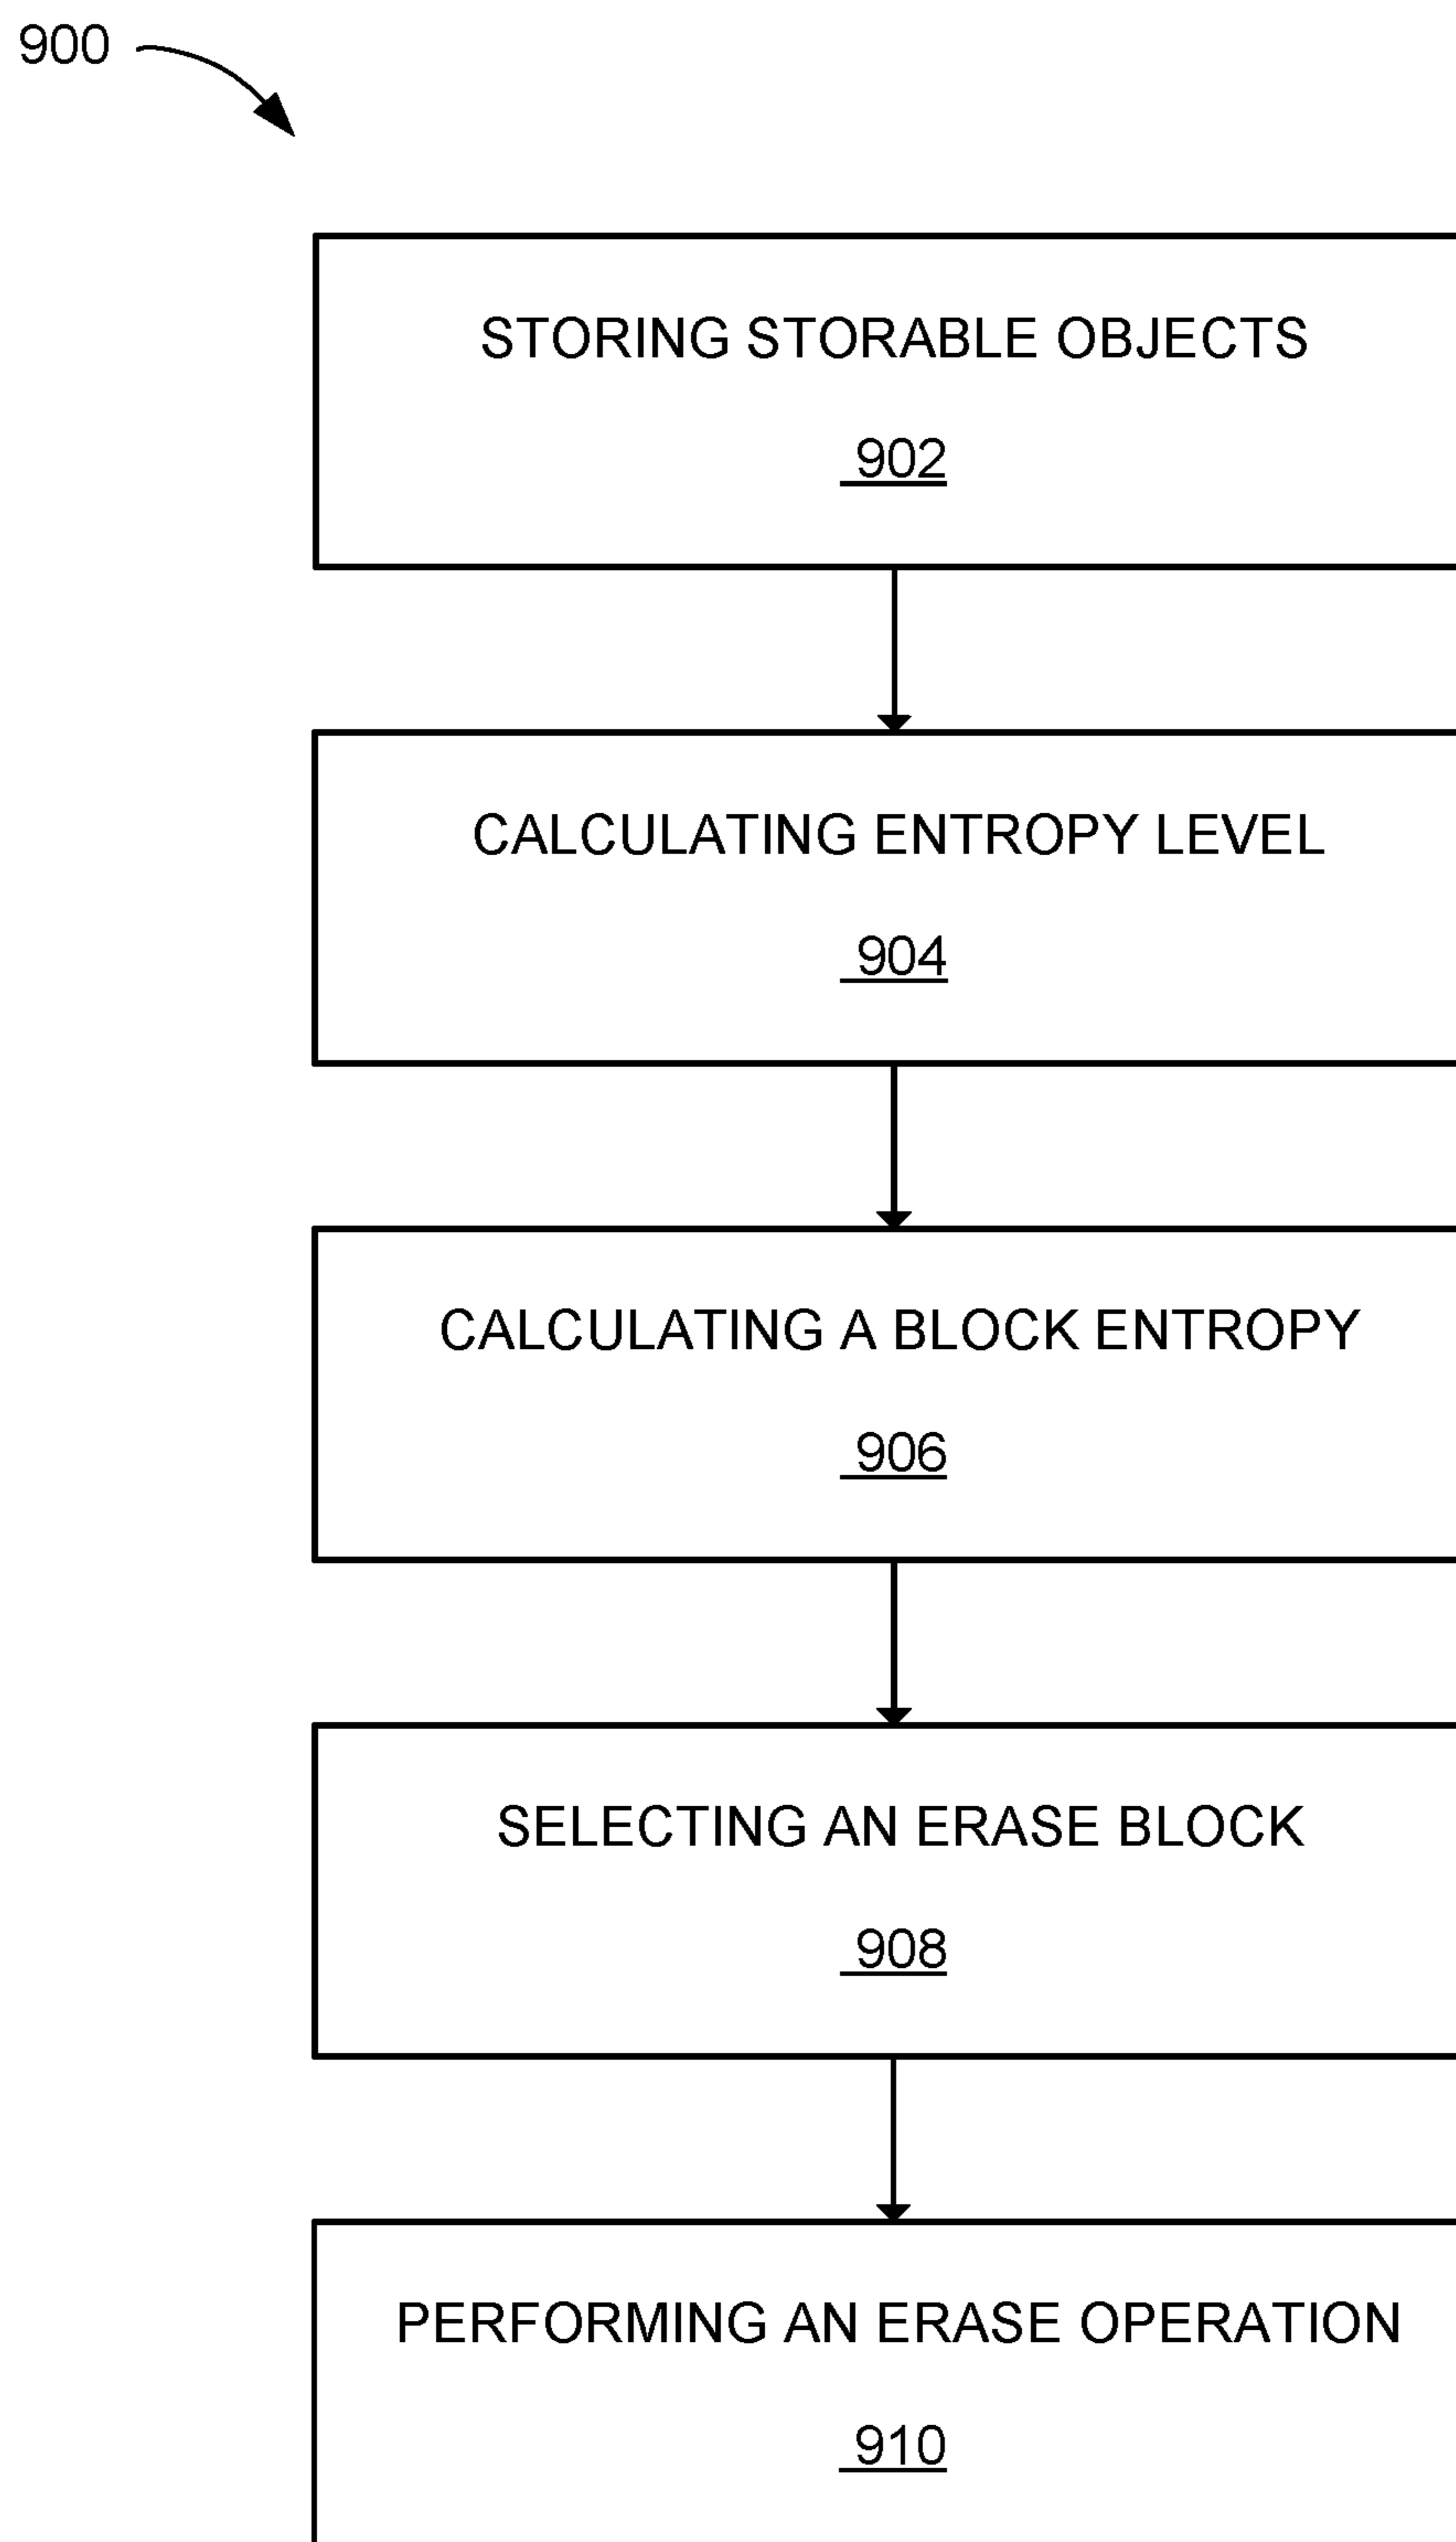 900
STORING STORABLE OBJECTS
902
CALCULATING ENTROPY LEVEL
904
CALCULATING A BLOCK ENTROPY
906
SELECTING AN ERASE BLOCK
908
PERFORMING AN ERASE OPERATION
910